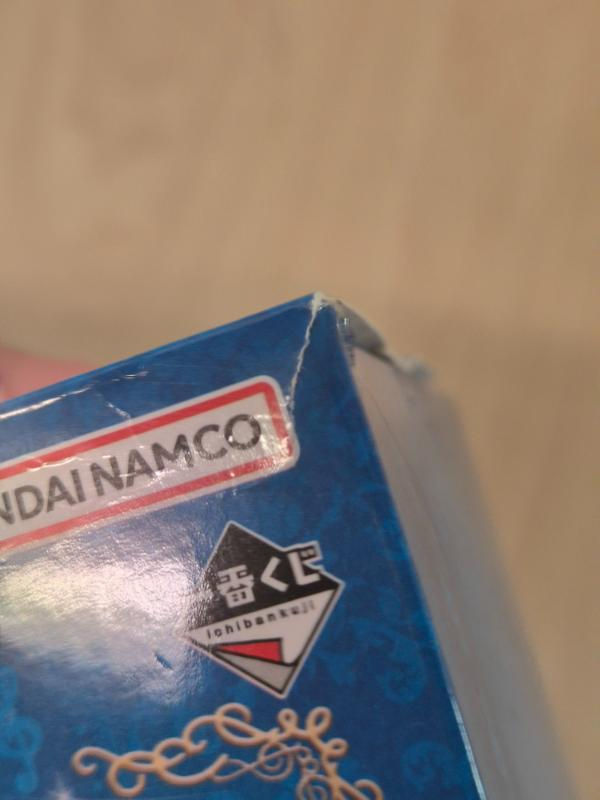 NDAI NAMCO
一番くじ
ichibankuji